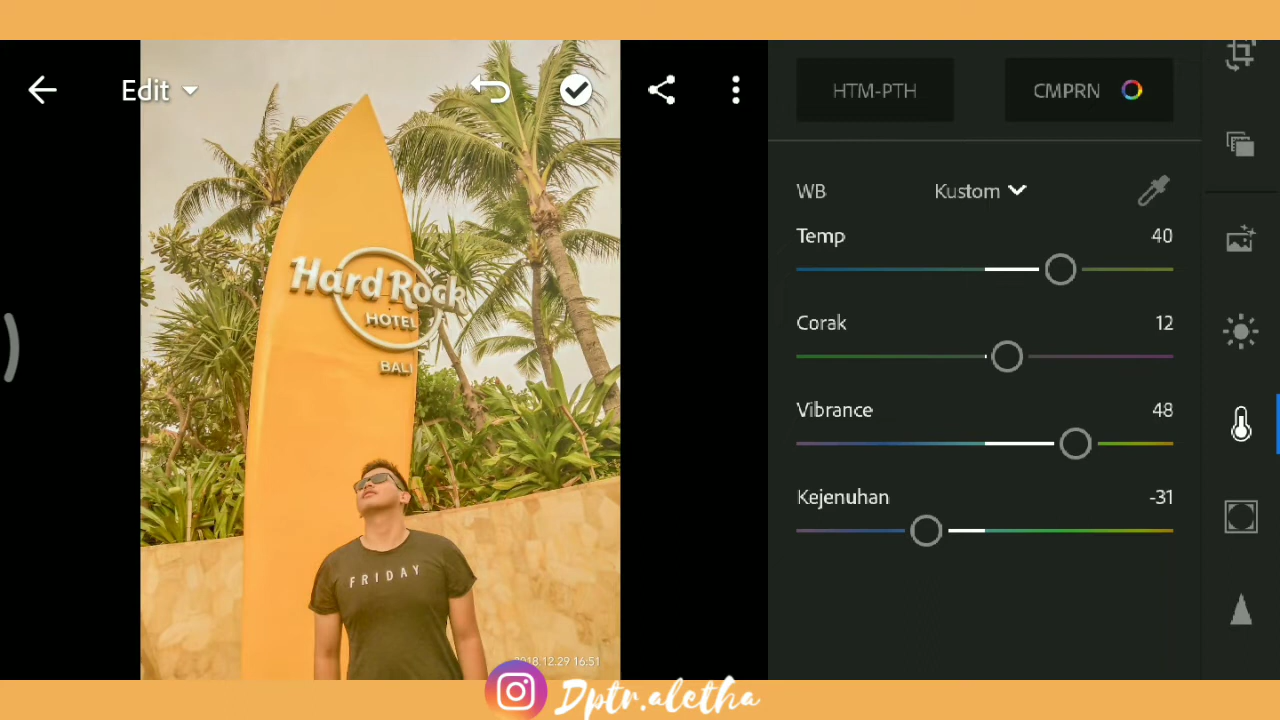 Edit
HTM-PTH
CMPRN
WB
Kustom
Temp
40
Corak
12
Vibrance
48
Kejenuhan
-31
Hard Rock
HOTEL
BALI
FRIDAY
2018.12.29 16:51
Dptr.aletha